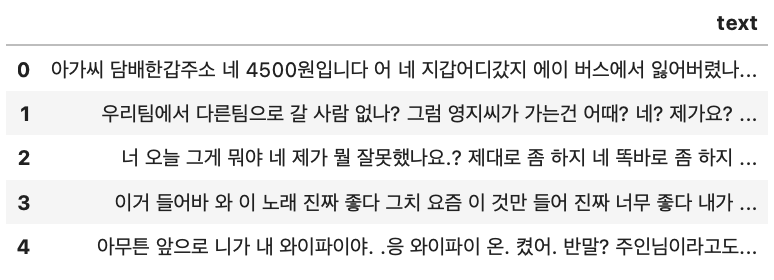 text
0 아가씨 담배한갑주소 네 4500원입니다 어 네 지갑어디갔지 에이 버스에서 잃어버렸나...
1 우리팀에서 다른팀으로 갈 사람 없나? 그럼 영지씨가 가는건 어때? 네? 제가요? ...
2 너 오늘 그게 뭐야 네 제가 뭘 잘못했나요.? 제대로 좀 하지 네 똑바로 좀 하지 ...
3 이거 들어바 와 이 노래 진짜 좋다 그치 요즘 이 것만 들어 진짜 너무 좋다 내가 ...
4 아무튼 앞으로 니가 내 와이파이야. .응 와이파이 온. 켰어. 반말? 주인님이라고도...